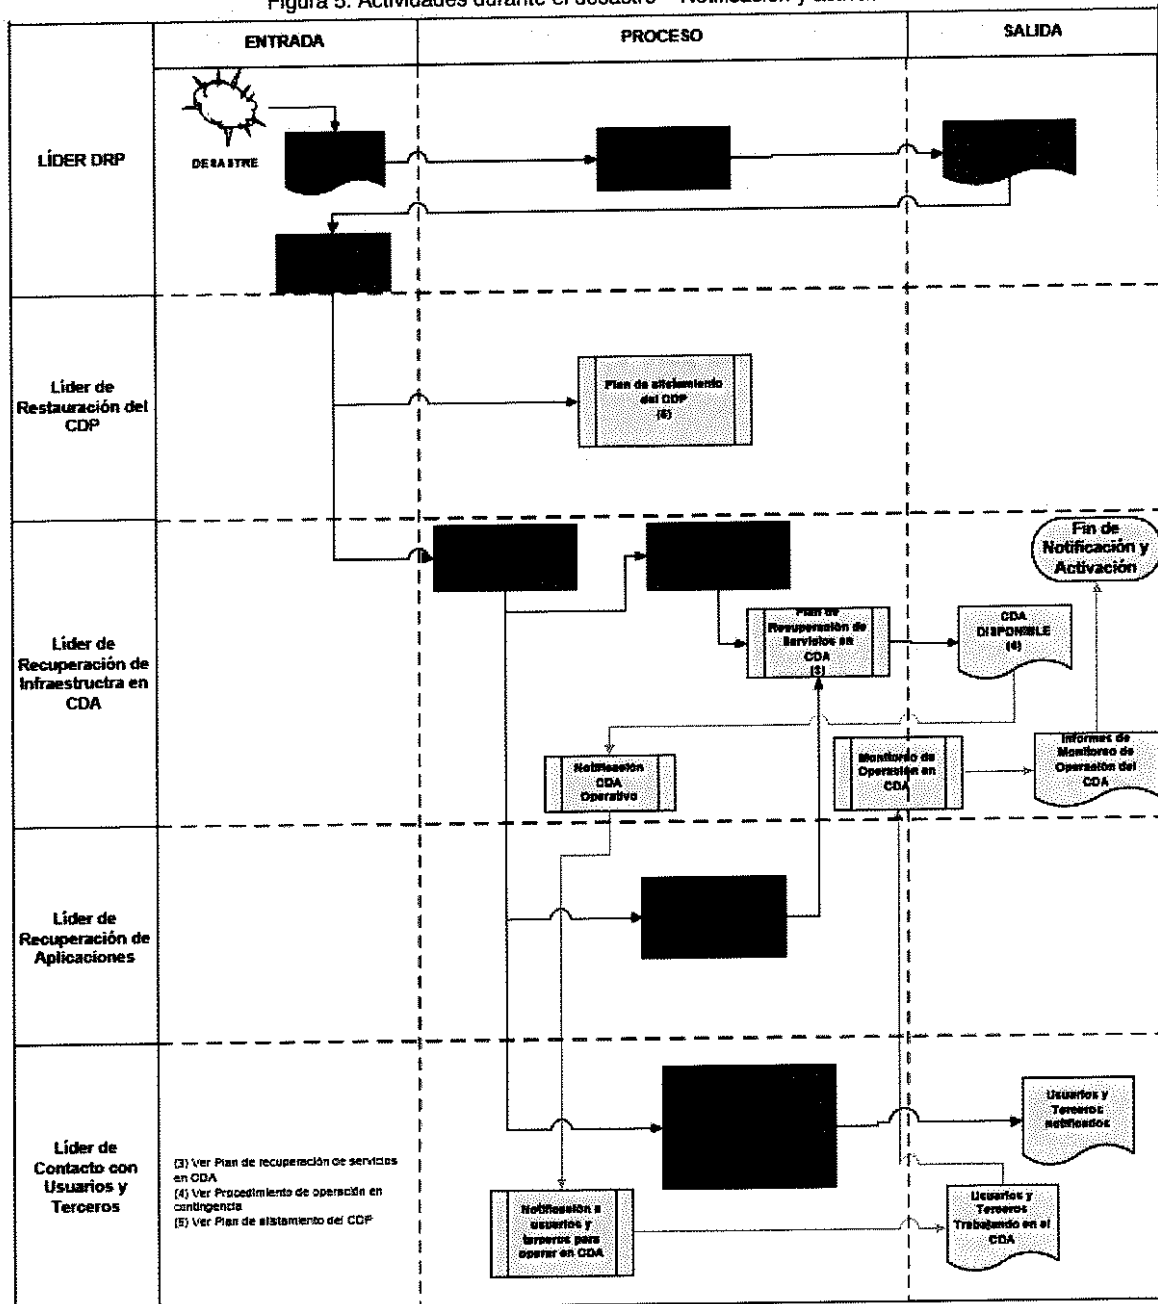 Figura 5. Actividades durante el desastre – Notificación y
ENTRADA
PROCESO
SALIDA
LÍDER DRP
DESASTRE
Líder de
Restauración del
CDP
Plan de alistamiento
del CDP
(5)
Líder de
Recuperación de
Infraestructra en
CDA
Plan de
Recuperación de
Servicios en
CDA
(3)
CDA
DISPONIBLE
(4)
Fin de
Notificación y
Activación
Notificación
CDA
Operativo
Monitoreo de
Operación en
CDA
Informes de
Monitoreo de
Operación del
CDA
Líder de
Recuperación de
Aplicaciones
Líder de
Contacto con
Usuarios y
Terceros
(3) Ver Plan de recuperación de servicios
en CDA
(4) Ver Procedimiento de operación en
contingencia
(5) Ver Plan de alistamiento del CDP
Notificación a
usuarios y
terceros para
operar en CDA
Usuarios y
Terceros
notificados
Usuarios y
Terceros
Trabajando en el
CDA